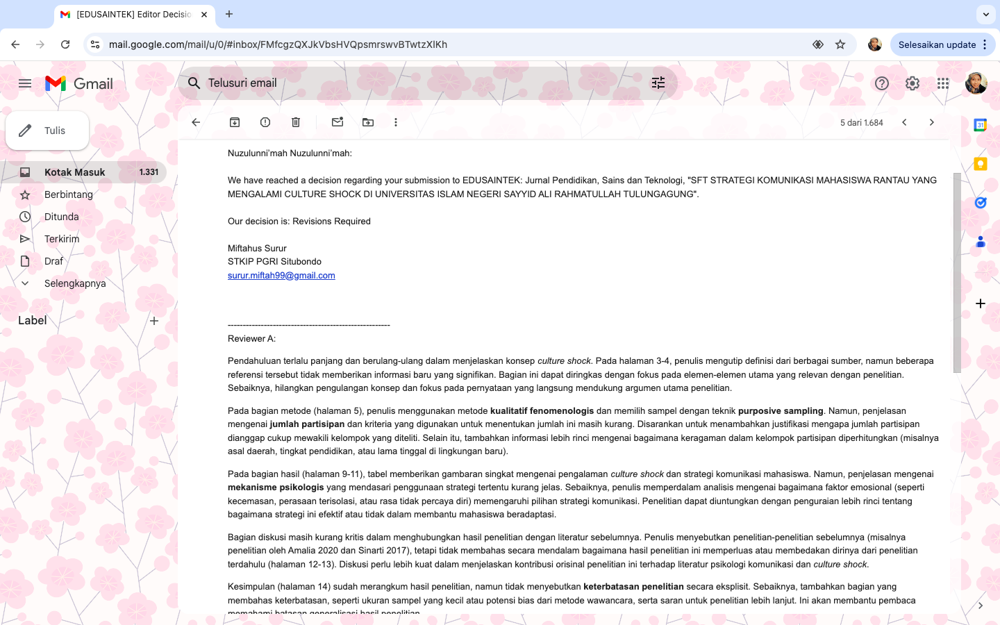 [EDUSAINTEK] Editor Decisio
mail.google.com/mail/u/0/#inbox/FMfcgzQXJkVbsHVQpsmrswvBTwtzXlKh
Selesaikan update
Gmail
Telusuri email
Tulis
5 dari 1.684
Kotak Masuk 1.331
Berbintang
Ditunda
Terkirim
Draf
Selengkapnya
Label
31
Nuzulunni'mah Nuzulunni'mah:
We have reached a decision regarding your submission to EDUSAINTEK: Jurnal Pendidikan, Sains dan Teknologi, "SFT STRATEGI KOMUNIKASI MAHASISWA RANTAU YANG
MENGALAMI CULTURE SHOCK DI UNIVERSITAS ISLAM NEGERI SAYYID ALI RAHMATULLAH TULUNGAGUNG".
Our decision is: Revisions Required
Miftahus Surur
STKIP PGRI Situbondo
surur.miftah99@gmail.com
------------------------------------------------------
Reviewer A:
Pendahuluan terlalu panjang dan berulang-ulang dalam menjelaskan konsep culture shock. Pada halaman 3-4, penulis mengutip definisi dari berbagai sumber, namun beberapa
referensi tersebut tidak memberikan informasi baru yang signifikan. Bagian ini dapat diringkas dengan fokus pada elemen-elemen utama yang relevan dengan penelitian.
Sebaiknya, hilangkan pengulangan konsep dan fokus pada pernyataan yang langsung mendukung argumen utama penelitian.
Pada bagian metode (halaman 5), penulis menggunakan metode kualitatif fenomenologis dan memilih sampel dengan teknik purposive sampling. Namun, penjelasan
mengenai jumlah partisipan dan kriteria yang digunakan untuk menentukan jumlah ini masih kurang. Disarankan untuk menambahkan justifikasi mengapa jumlah partisipan
dianggap cukup mewakili kelompok yang diteliti. Selain itu, tambahkan informasi lebih rinci mengenai bagaimana keragaman dalam kelompok partisipan diperhitungkan (misalnya
asal daerah, tingkat pendidikan, atau lama tinggal di lingkungan baru).
Pada bagian hasil (halaman 9-11), tabel memberikan gambaran singkat mengenai pengalaman culture shock dan strategi komunikasi mahasiswa. Namun, penjelasan mengenai
mekanisme psikologis yang mendasari penggunaan strategi tertentu kurang jelas. Sebaiknya, penulis memperdalam analisis mengenai bagaimana faktor emosional (seperti
kecemasan, perasaan terisolasi, atau rasa tidak percaya diri) memengaruhi pilihan strategi komunikasi. Penelitian dapat diuntungkan dengan penguraian lebih rinci tentang
bagaimana strategi ini efektif atau tidak dalam membantu mahasiswa beradaptasi.
Bagian diskusi masih kurang kritis dalam menghubungkan hasil penelitian dengan literatur sebelumnya. Penulis menyebutkan penelitian-penelitian sebelumnya (misalnya
penelitian oleh Amalia 2020 dan Sinarti 2017), tetapi tidak membahas secara mendalam bagaimana hasil penelitian ini memperluas atau membedakan dirinya dari penelitian
terdahulu (halaman 12-13). Diskusi perlu lebih kuat dalam menjelaskan kontribusi orisinal penelitian ini terhadap literatur psikologi komunikasi dan culture shock.
Kesimpulan (halaman 14) sudah merangkum hasil penelitian, namun tidak menyebutkan keterbatasan penelitian secara eksplisit. Sebaiknya, tambahkan bagian yang
membahas keterbatasan, seperti ukuran sampel yang kecil atau potensi bias dari metode wawancara, serta saran untuk penelitian lebih lanjut. Ini akan membantu pembaca
memahami batasan generalisasi hasil penelitian.